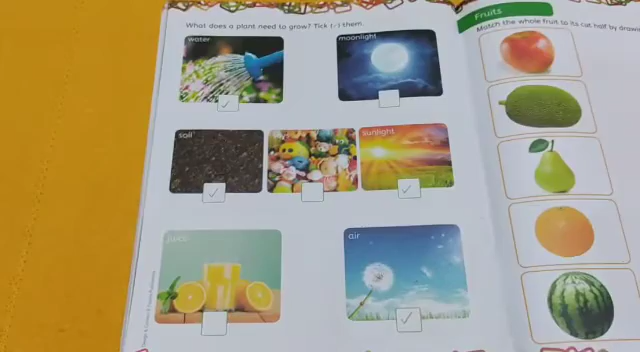 What does a plant need to grow? Tick (✓) them.
water
moonlight
soil
sunlight
juice
air
Fruits
Match the whole fruit to its cut half by drawin